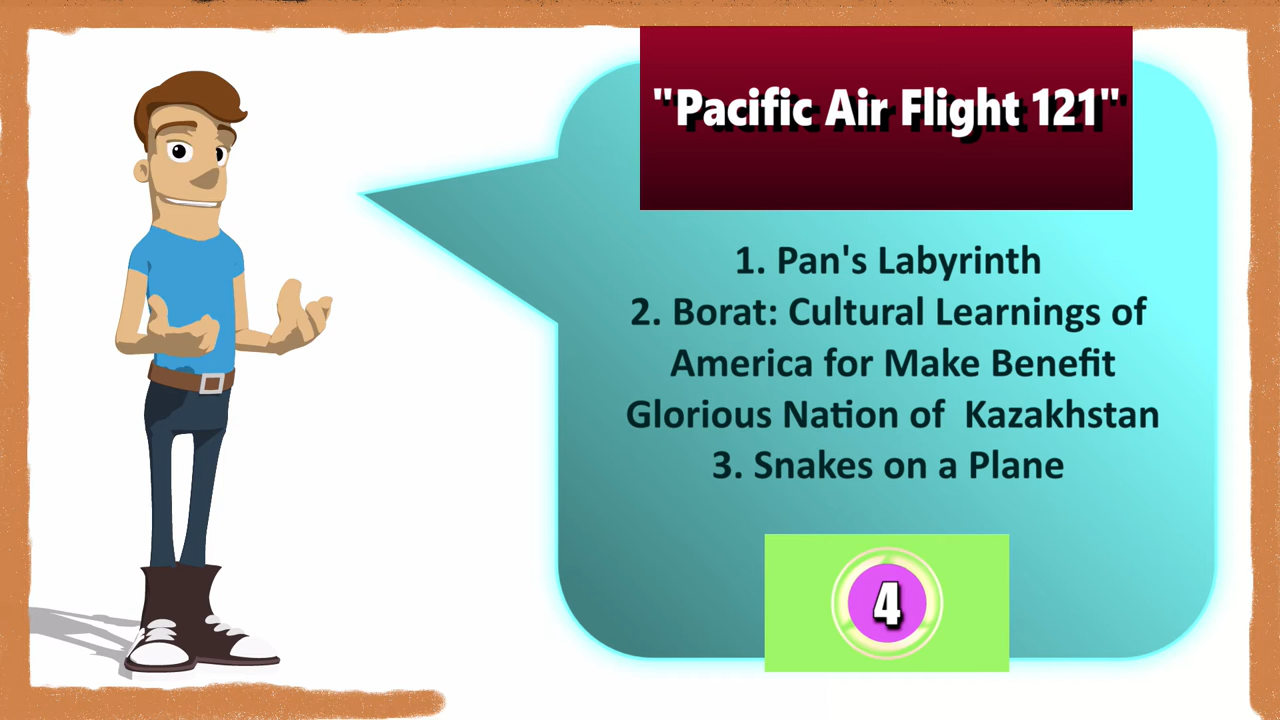 "Pacific Air Flight 121"
1. Pan's Labyrinth
2. Borat: Cultural Learnings of
America for Make Benefit
Glorious Nation of  Kazakhstan
3. Snakes on a Plane
4